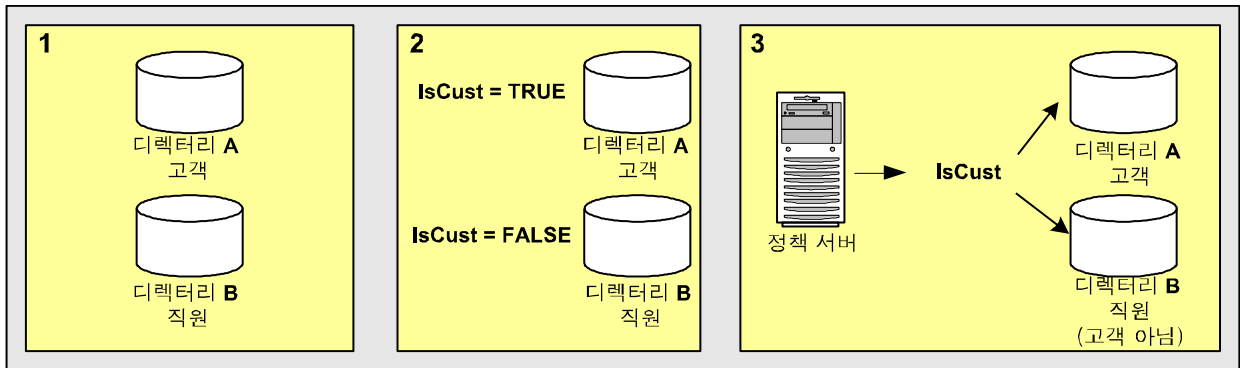 1
디렉터리 A
고객
디렉터리 B
직원
2
IsCust = TRUE
디렉터리 A
고객
IsCust = FALSE
디렉터리 B
직원
3
정책 서버
IsCust
디렉터리 A
고객
디렉터리 B
직원
(고객 아님)